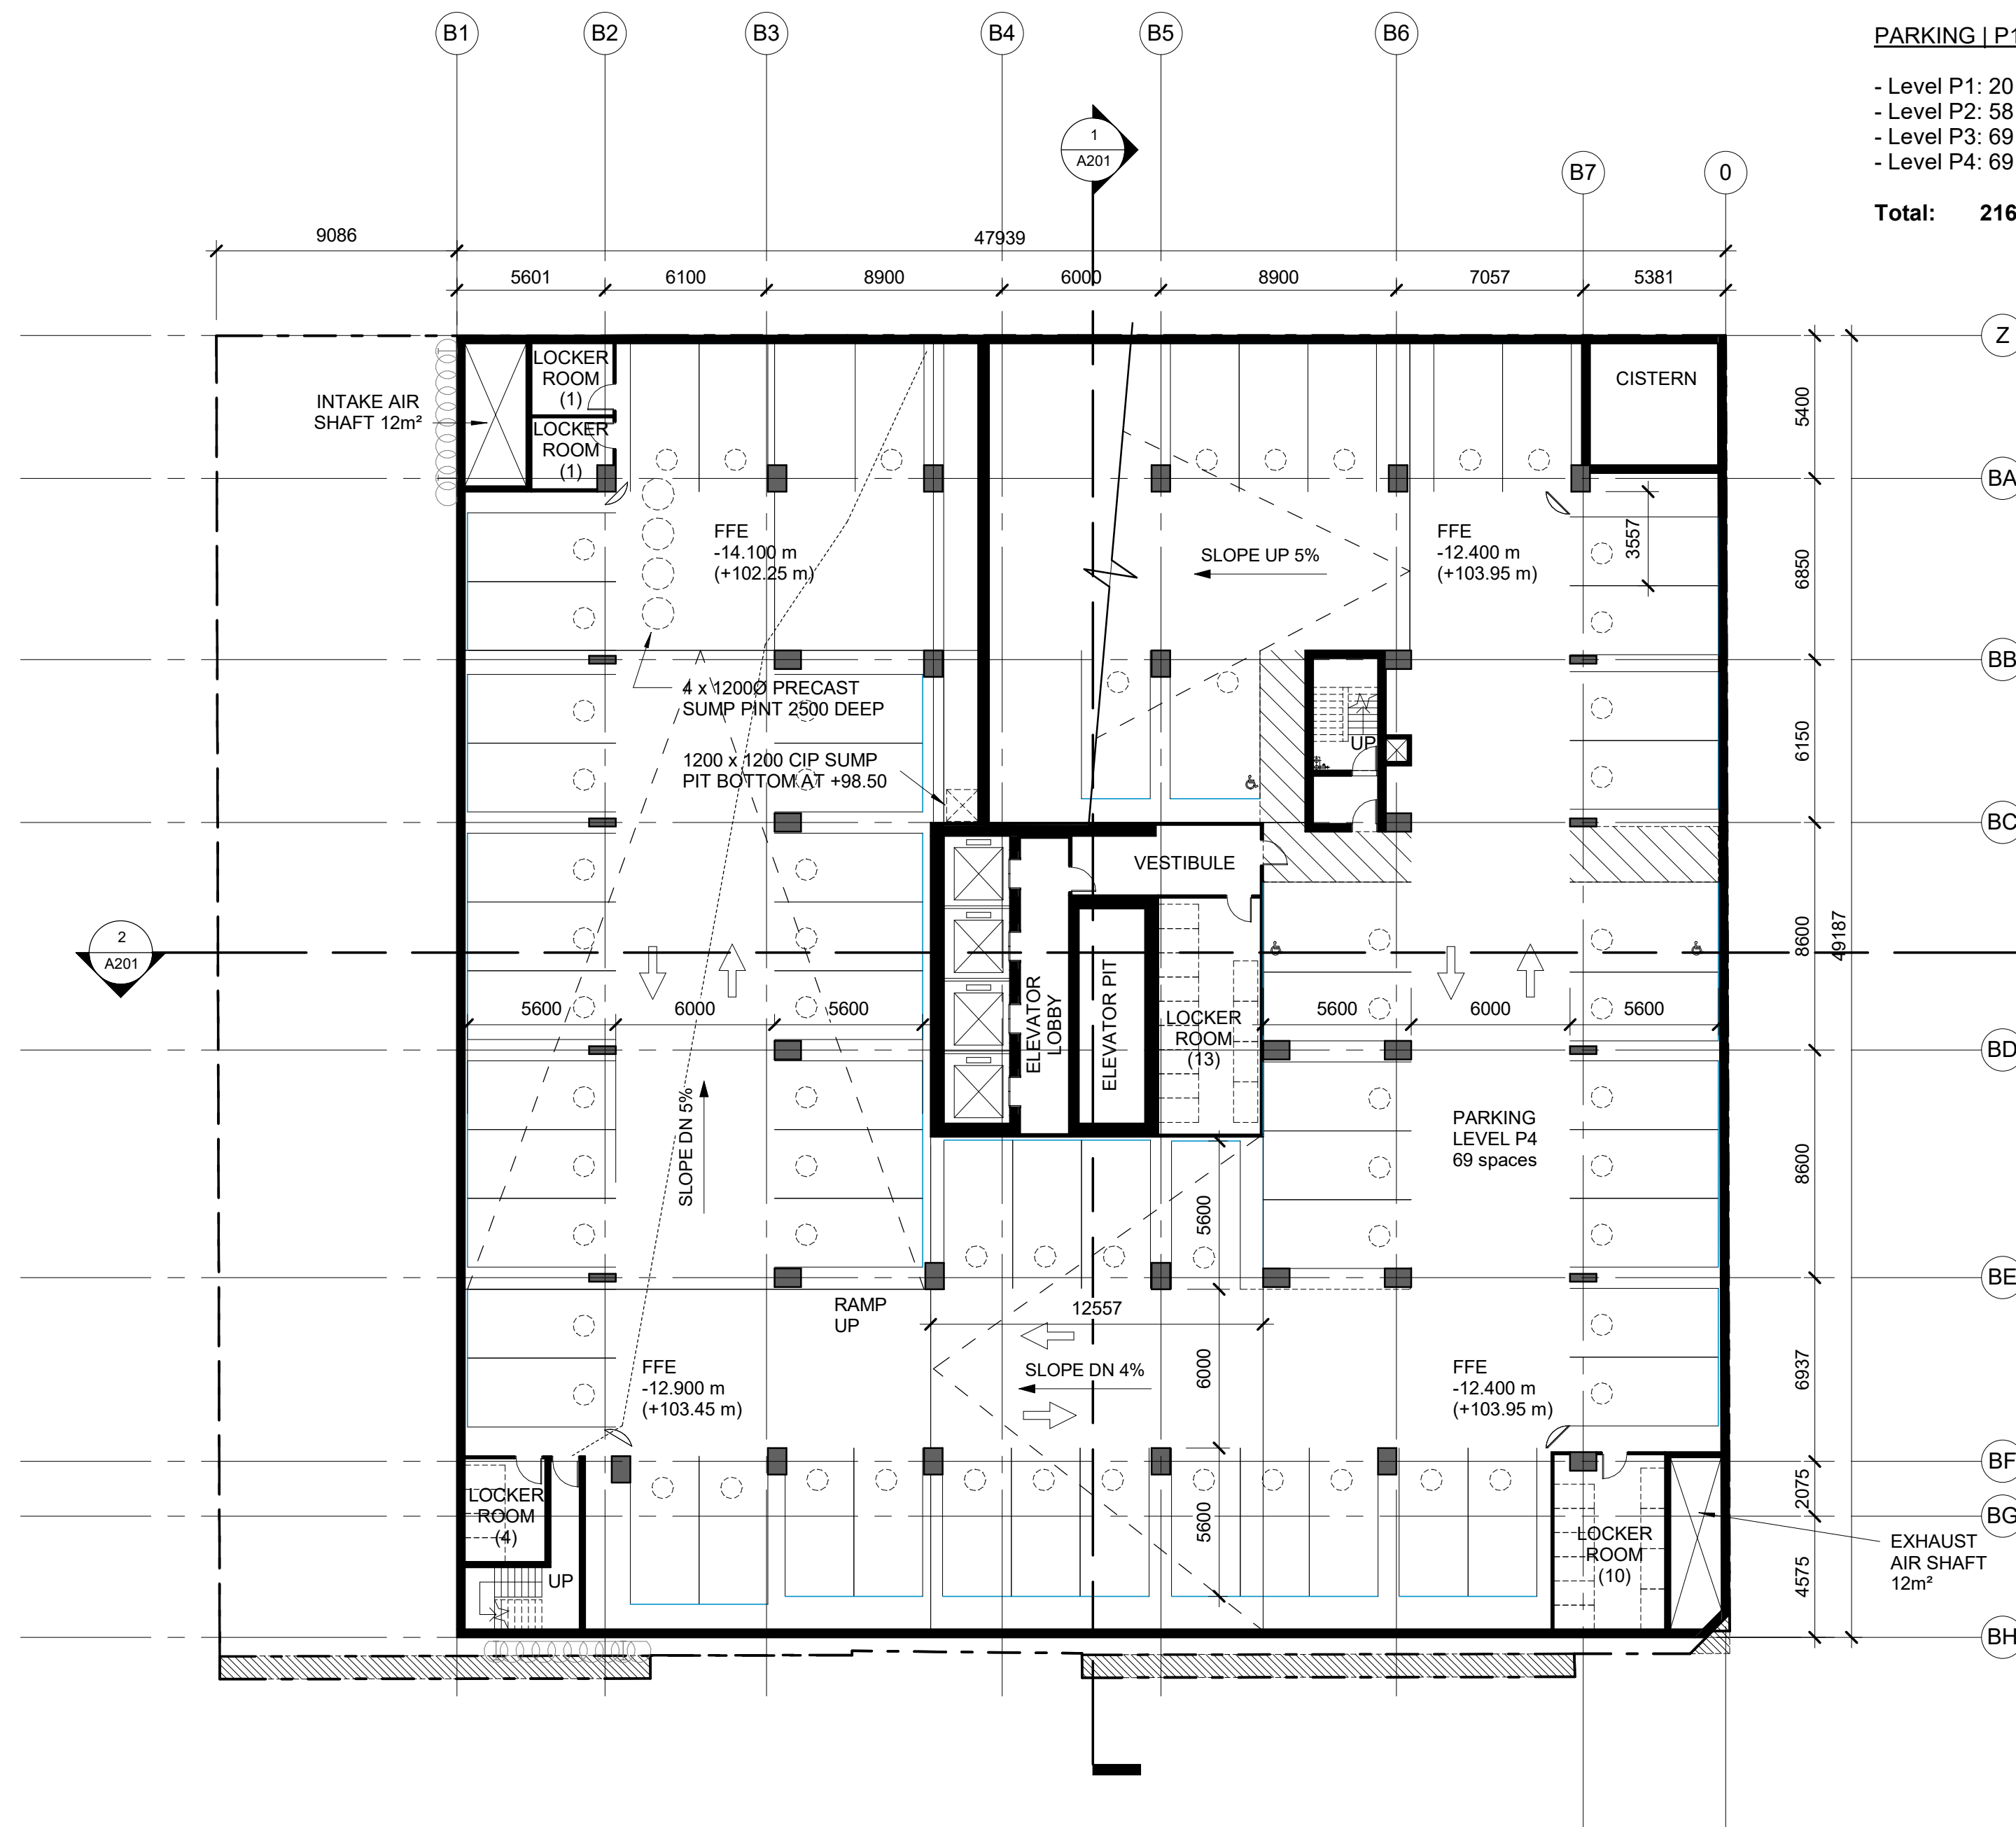 B1
B2
B3
B4
B5
B6
PARKING | P1
- Level P1: 20
- Level P2: 58
- Level P3: 69
- Level P4: 69
Total: 216
1
A201
B7
0
9086
47939
5601
6100
8900
6000
8900
7057
5381
Z
LOCKER
ROOM
(1)
CISTERN
INTAKE AIR
SHAFT 12m²
5400
LOCKER
ROOM
(1)
BA
FFE
-14.100 m
(+102.25 m)
SLOPE UP 5%
FFE
-12.400 m
(+103.95 m)
3557
6850
BB
4 x 1200Ø PRECAST
SUMP PINT 2500 DEEP
UP
6150
1200 x 1200 CIP SUMP
PIT BOTTOM AT +98.50
BC
VESTIBULE
2
A201
8600
49187
5600
6000
5600
ELEVATOR
LOBBY
ELEVATOR PIT
LOCKER
ROOM
(13)
5600
6000
5600
BD
SLOPE DN 5%
PARKING
LEVEL P4
69 spaces
8600
5600
BE
RAMP
UP
12557
FFE
-12.900 m
(+103.45 m)
SLOPE DN 4%
6000
FFE
-12.400 m
(+103.95 m)
6937
BF
LOCKER
ROOM
(4)
2075
5600
BG
LOCKER
ROOM
(10)
EXHAUST
AIR SHAFT
12m²
UP
4575
BH